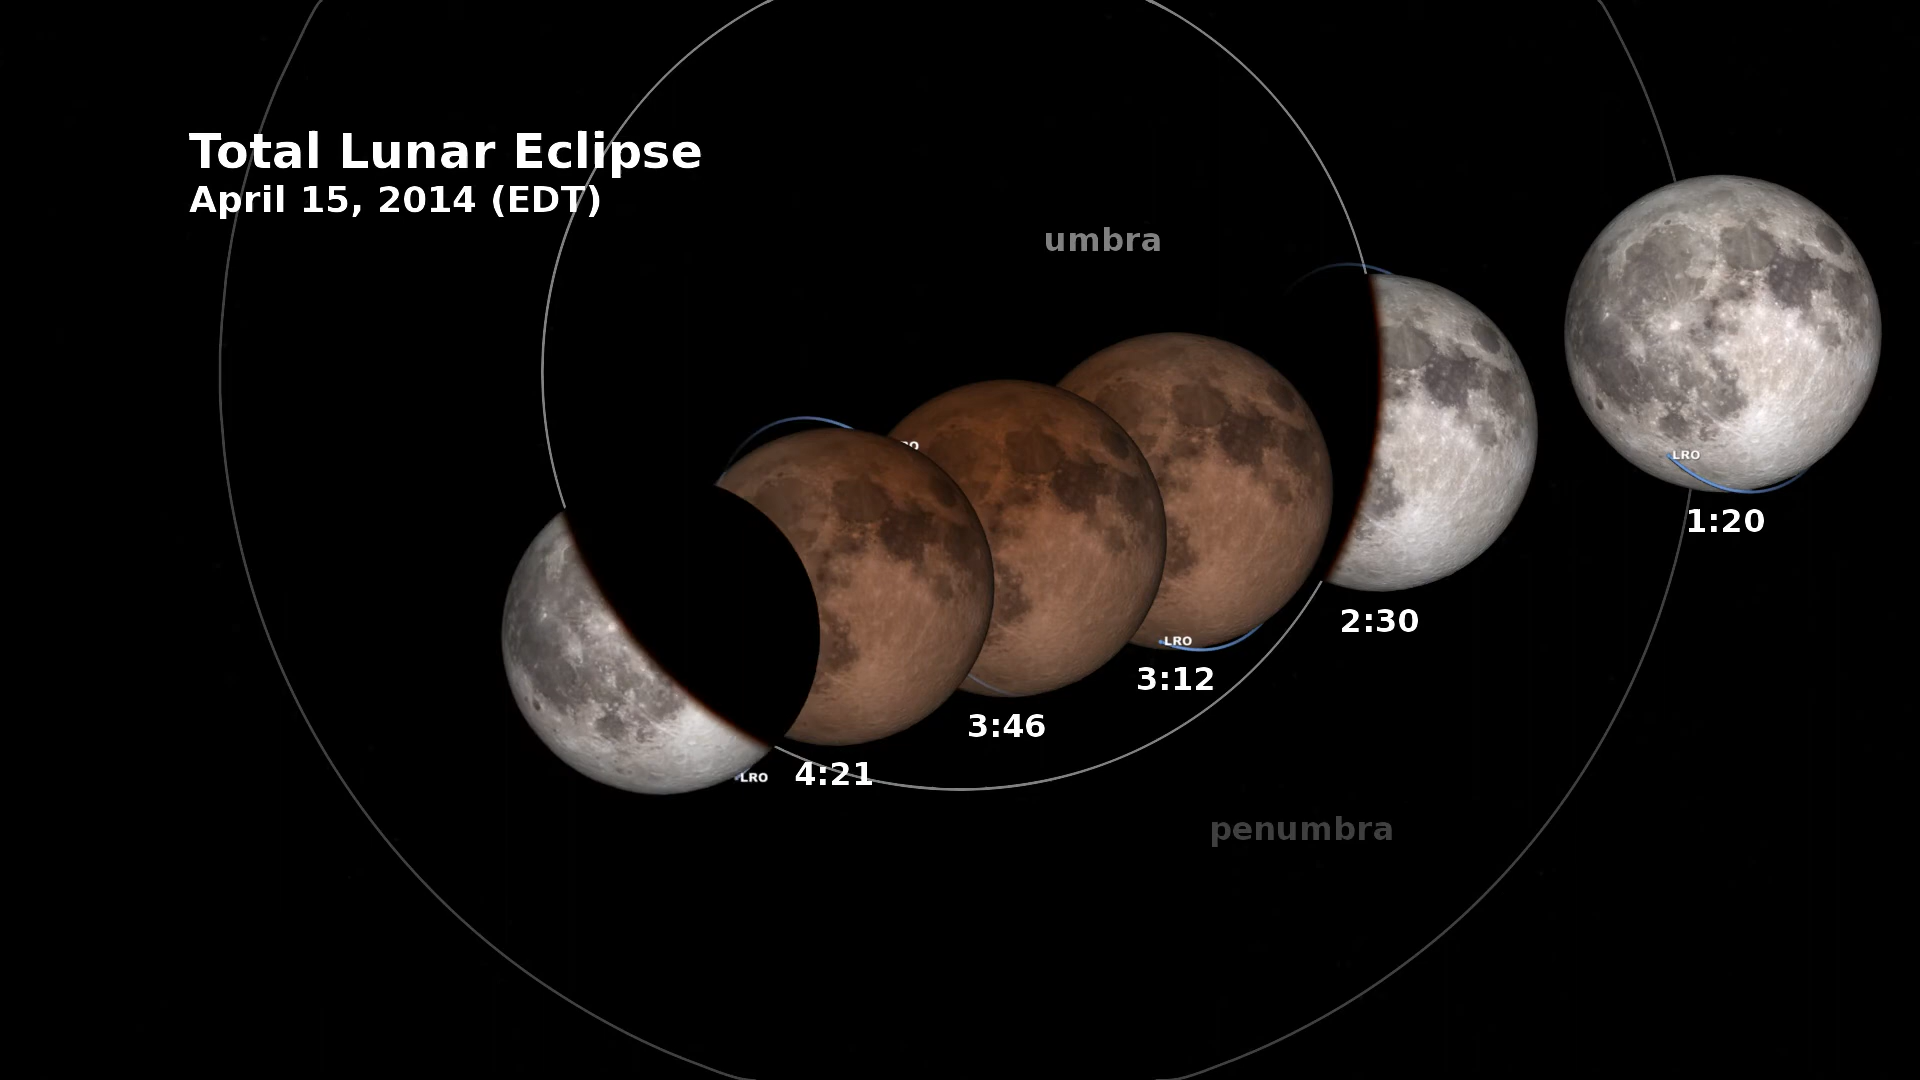 Total Lunar Eclipse
April 15, 2014 (EDT)
umbra
LRO
1:20
2:30
LRO
3:12
3:46
4:21
LRO
penumbra